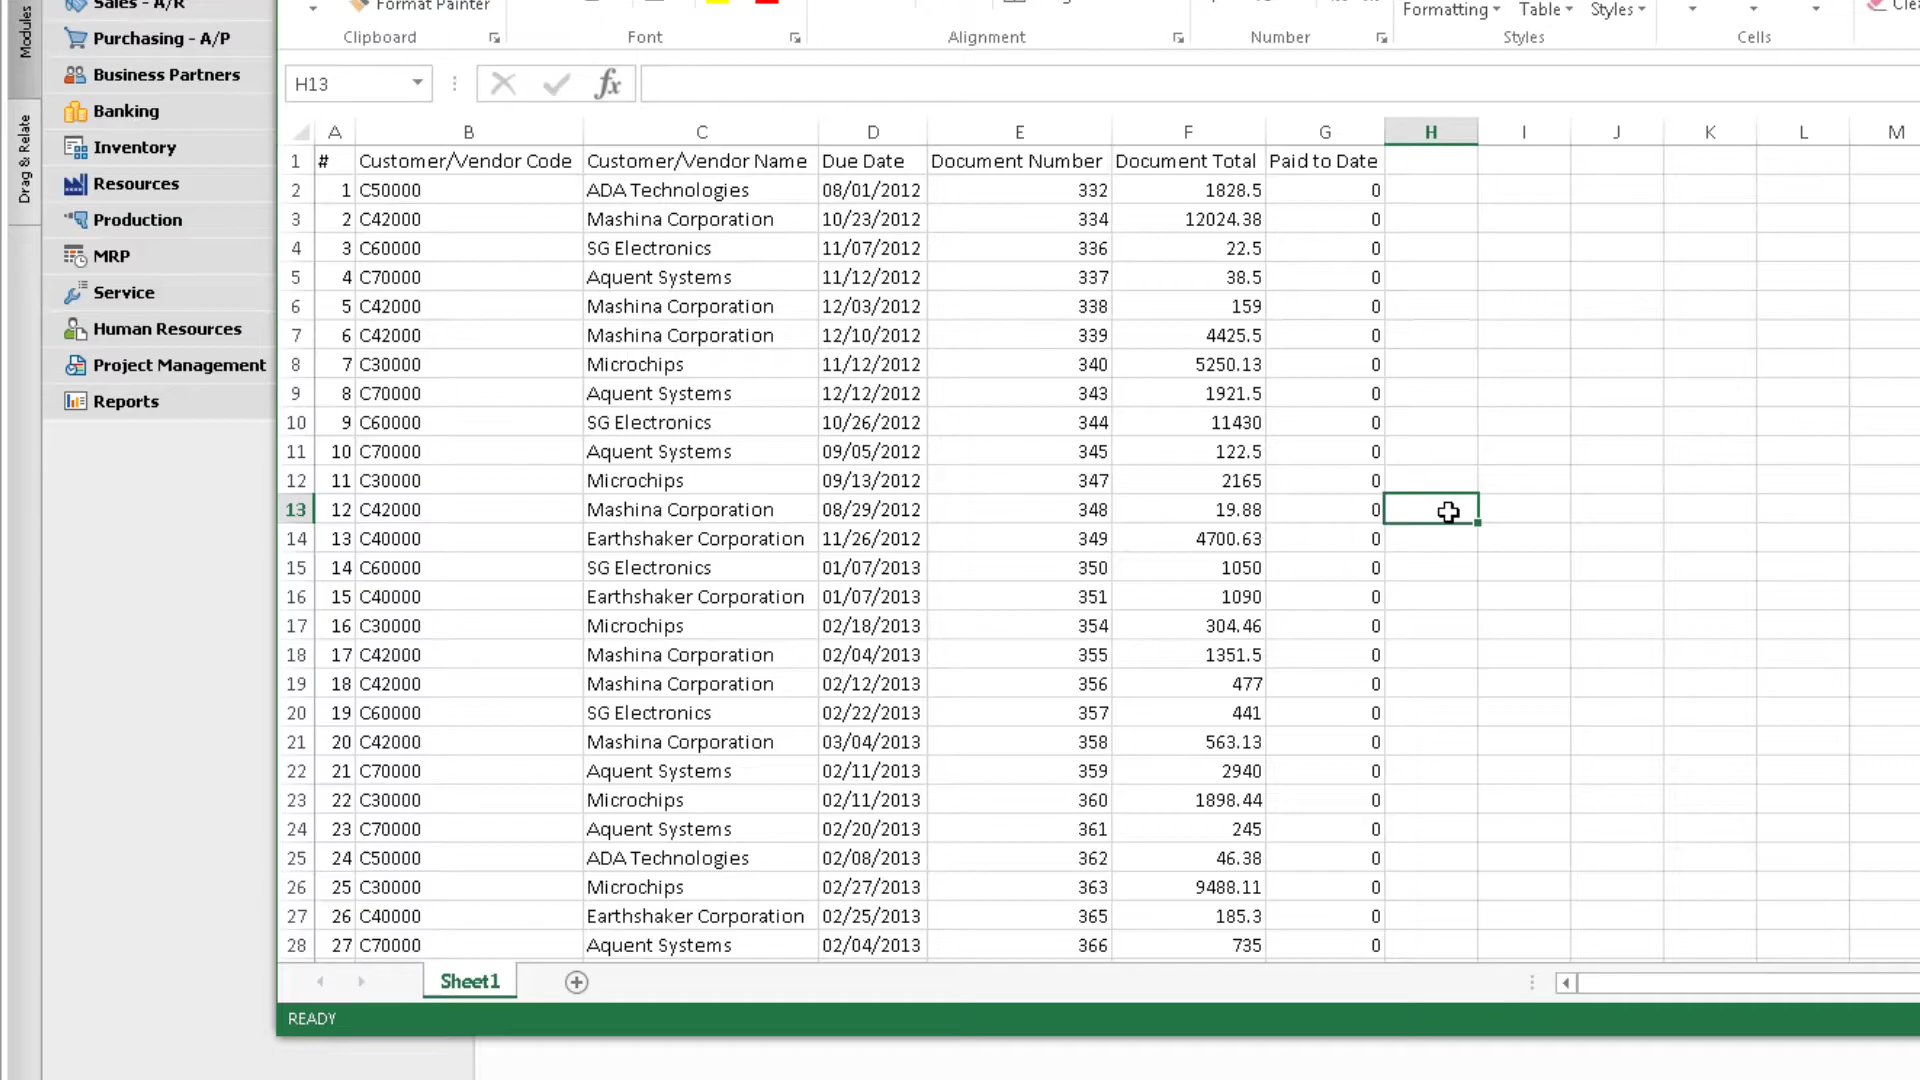 Modules
Drag & Relate
Sales - A/R
Purchasing - A/P
Business Partners
Banking
Inventory
Resources
Production
MRP
Service
Human Resources
Project Management
Reports
Format Painter
Formatting Table Styles
Clipboard Font Alignment Number Styles Cells
H13 fx
A B C D E F G H I J K L M
1 # Customer/Vendor Code Customer/Vendor Name Due Date Document Number Document Total Paid to Date
2 1 C50000 ADA Technologies 08/01/2012 332 1828.5 0
3 2 C42000 Mashina Corporation 10/23/2012 334 12024.38 0
4 3 C60000 SG Electronics 11/07/2012 336 22.5 0
5 4 C70000 Aquent Systems 11/12/2012 337 38.5 0
6 5 C42000 Mashina Corporation 12/03/2012 338 159 0
7 6 C42000 Mashina Corporation 12/10/2012 339 4425.5 0
8 7 C30000 Microchips 11/12/2012 340 5250.13 0
9 8 C70000 Aquent Systems 12/12/2012 343 1921.5 0
10 9 C60000 SG Electronics 10/26/2012 344 11430 0
11 10 C70000 Aquent Systems 09/05/2012 345 122.5 0
12 11 C30000 Microchips 09/13/2012 347 2165 0
13 12 C42000 Mashina Corporation 08/29/2012 348 19.88 0
14 13 C40000 Earthshaker Corporation 11/26/2012 349 4700.63 0
15 14 C60000 SG Electronics 01/07/2013 350 1050 0
16 15 C40000 Earthshaker Corporation 01/07/2013 351 1090 0
17 16 C30000 Microchips 02/18/2013 354 304.46 0
18 17 C42000 Mashina Corporation 02/04/2013 355 1351.5 0
19 18 C42000 Mashina Corporation 02/12/2013 356 477 0
20 19 C60000 SG Electronics 02/22/2013 357 441 0
21 20 C42000 Mashina Corporation 03/04/2013 358 563.13 0
22 21 C70000 Aquent Systems 02/11/2013 359 2940 0
23 22 C30000 Microchips 02/11/2013 360 1898.44 0
24 23 C70000 Aquent Systems 02/20/2013 361 245 0
25 24 C50000 ADA Technologies 02/08/2013 362 46.38 0
26 25 C30000 Microchips 02/27/2013 363 9488.11 0
27 26 C40000 Earthshaker Corporation 02/25/2013 365 185.3 0
28 27 C70000 Aquent Systems 02/04/2013 366 735 0
Sheet1
READY